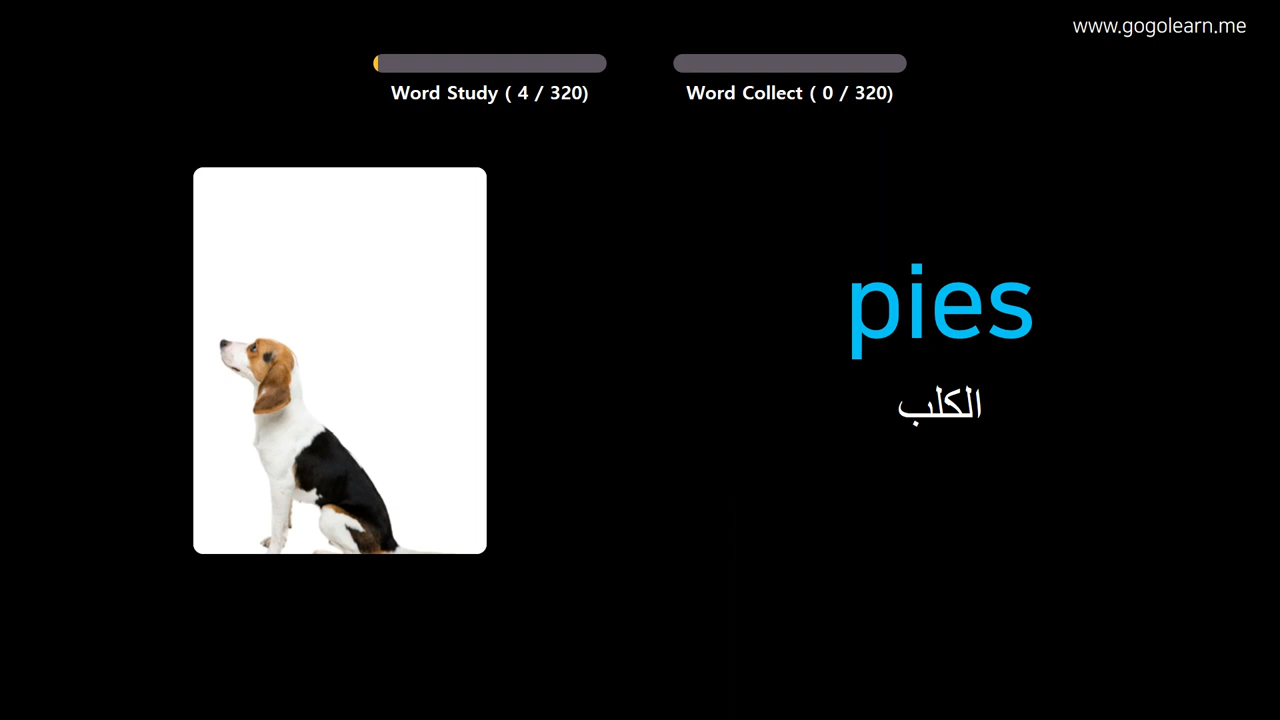 www.gogolearn.me
Word Study ( 4 / 320)
Word Collect ( 0 / 320)
pies
الكلب